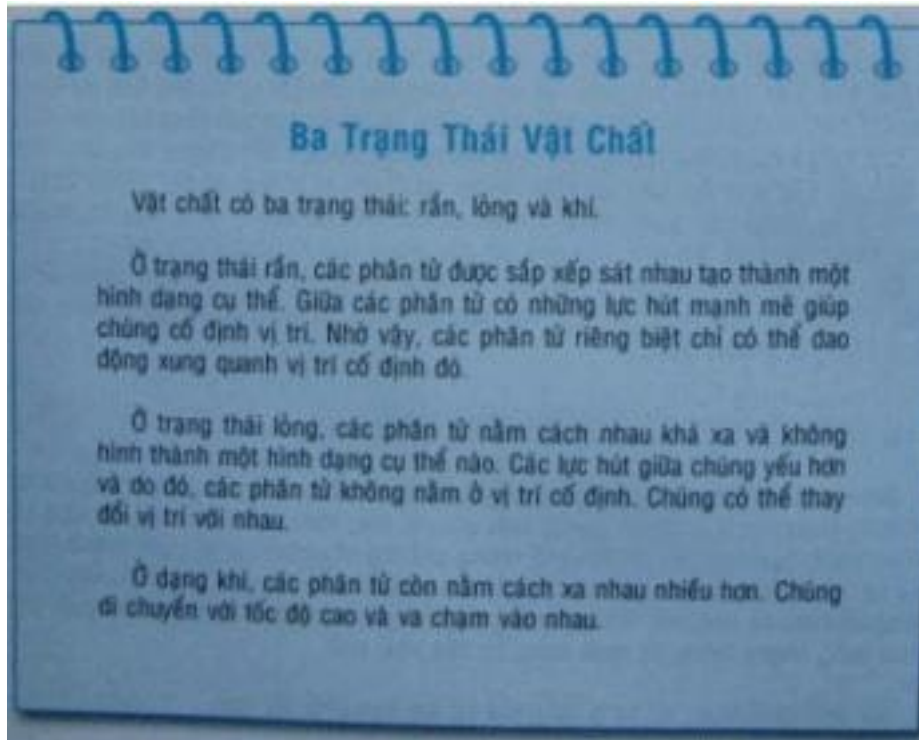 Ba Trạng Thái Vật Chất
Vật chất có ba trạng thái: rắn, lỏng và khí.
Ở trạng thái rắn, các phân tử được sắp xếp sát nhau tạo thành một
hình dạng cụ thể. Giữa các phân tử có những lực hút mạnh mẽ giúp
chúng cố định vị trí. Nhờ vậy, các phân tử riêng biệt chỉ có thể dao
động xung quanh vị trí cố định đó.
Ở trạng thái lỏng, các phân tử nằm cách nhau khá xa và không
hình thành một hình dạng cụ thể nào. Các lực hút giữa chúng yếu hơn
và do đó, các phân tử không nằm ở vị trí cố định. Chúng có thể thay
đổi vị trí với nhau.
Ở dạng khí, các phân tử còn nằm cách xa nhau nhiều hơn. Chúng
di chuyển với tốc độ cao và va chạm vào nhau.